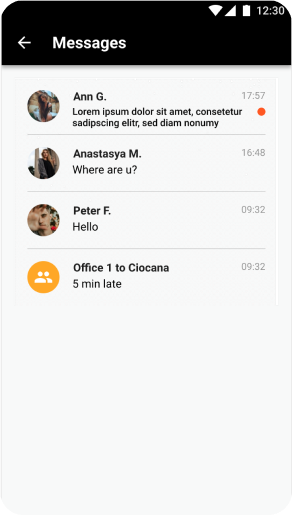 12:30
Messages
Ann G. 17:57
Lorem ipsum dolor sit amet, consetetur
sadipscing elitr, sed diam nonumy
Anastasya M. 16:48
Where are u?
Peter F. 09:32
Hello
Office 1 to Ciocana 09:32
5 min late